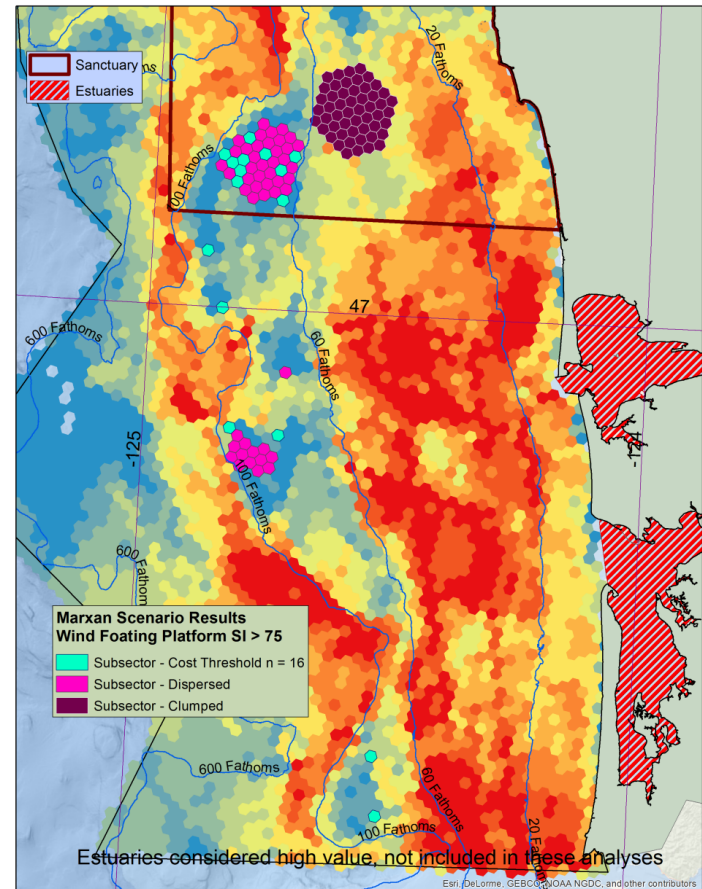 Sanctuary
Estuaries
20 Fathoms
100 Fathoms
47
600 Fathoms
60 Fathoms
-125
100 Fathoms
600 Fathoms
Marxan Scenario Results
Wind Foating Platform SI > 75
Subsector - Cost Threshold n = 16
Subsector - Dispersed
Subsector - Clumped
600 Fathoms
60 Fathoms
100 Fathoms
20 Fathoms
Estuaries considered high value, not included in these analyses
Esri, DeLorme, GEBCO, NOAA NGDC, and other contributors